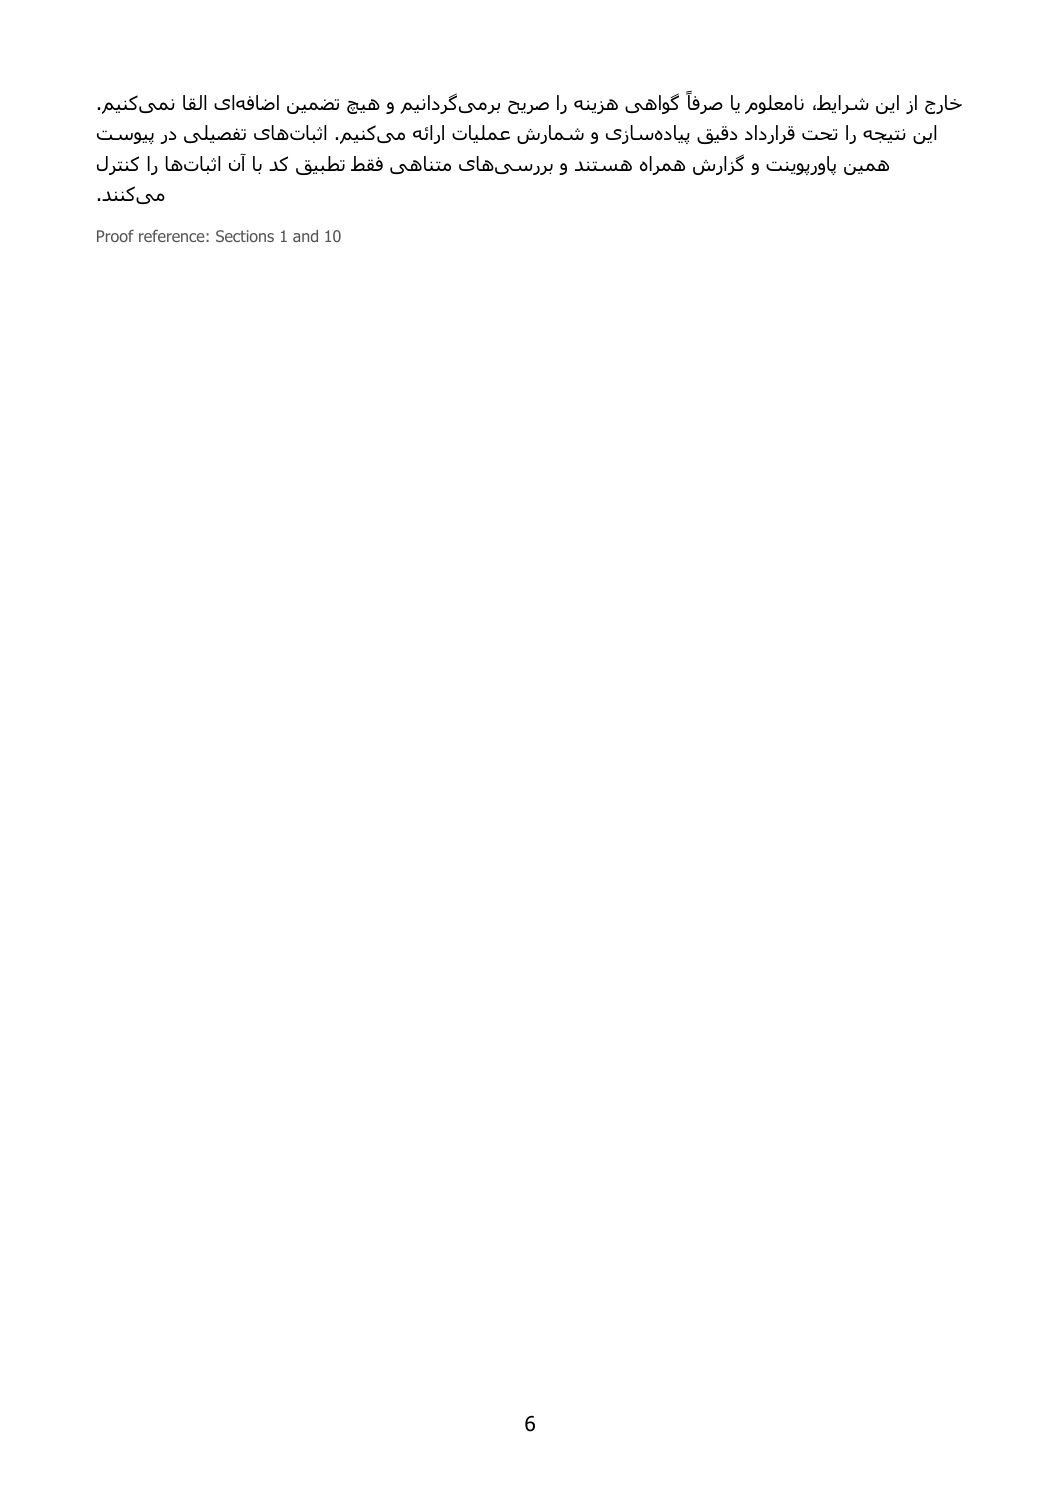 خارج از این شرایط، نامعلوم یا صرفاً گواهی هزینه را صریح برمی‌گردانیم و هیچ تضمین اضافه‌ای القا نمی‌کنیم.
این نتیجه را تحت قرارداد دقیق پیاده‌سازی و شمارش عملیات ارائه می‌کنیم. اثبات‌های تفصیلی در پیوست
همین پاورپوینت و گزارش همراه هستند و بررسی‌های متناهی فقط تطبیق کد با آن اثبات‌ها را کنترل
می‌کنند.
Proof reference: Sections 1 and 10
6